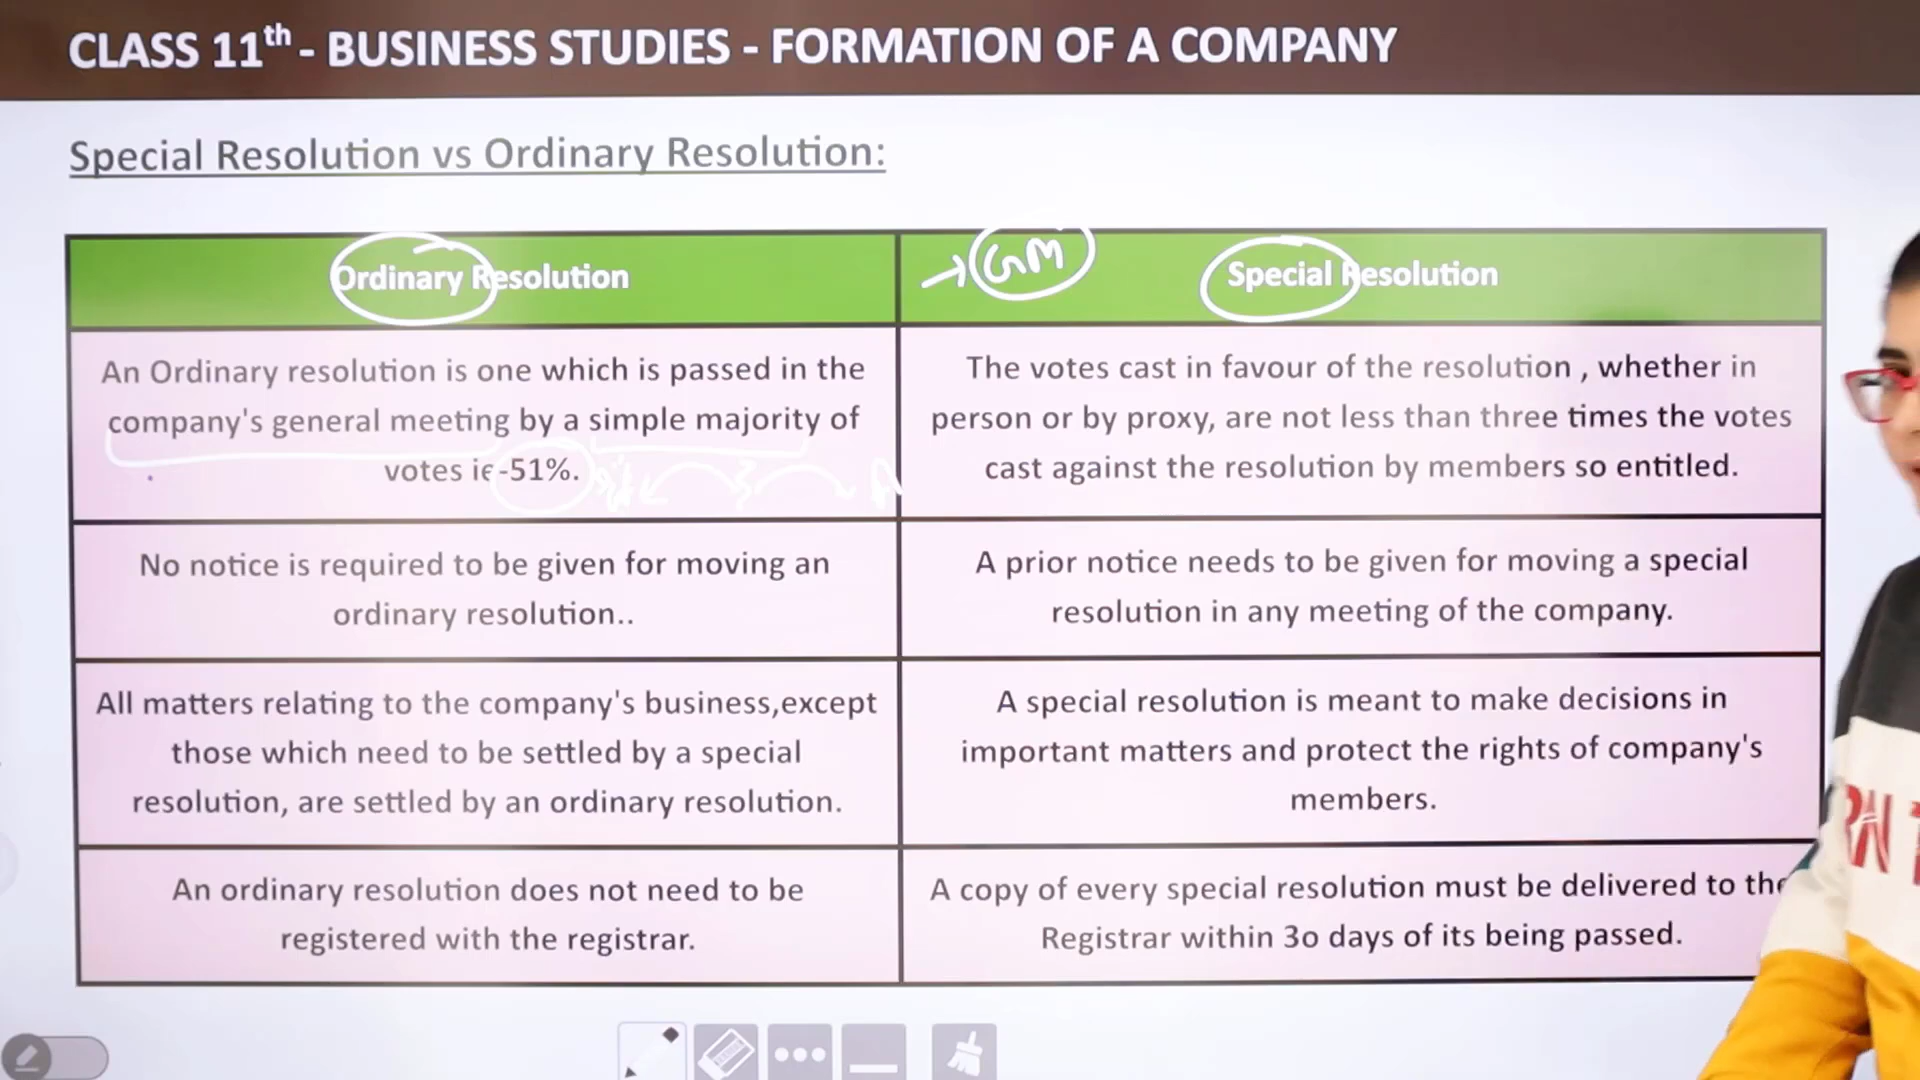 CLASS 11th - BUSINESS STUDIES - FORMATION OF A COMPANY
Special Resolution vs Ordinary Resolution:
Ordinary Resolution
GM
Special Resolution
An Ordinary resolution is one which is passed in the
company's general meeting by a simple majority of
votes ie-51%.
The votes cast in favour of the resolution , whether in
person or by proxy, are not less than three times the votes
cast against the resolution by members so entitled.
No notice is required to be given for moving an
ordinary resolution..
A prior notice needs to be given for moving a special
resolution in any meeting of the company.
All matters relating to the company's business,except
those which need to be settled by a special
resolution, are settled by an ordinary resolution.
A special resolution is meant to make decisions in
important matters and protect the rights of company's
members.
An ordinary resolution does not need to be
registered with the registrar.
A copy of every special resolution must be delivered to the
Registrar within 3o days of its being passed.